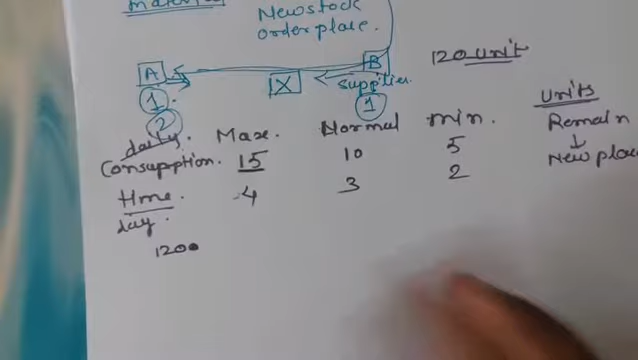 Newstock
order place.
120 unit
A
X
B
supplier
1
1
2
Units
daily
Max.
Normal
min.
Remain
Consupption.
15
10
5
New place
time
4
3
2
day.
1200